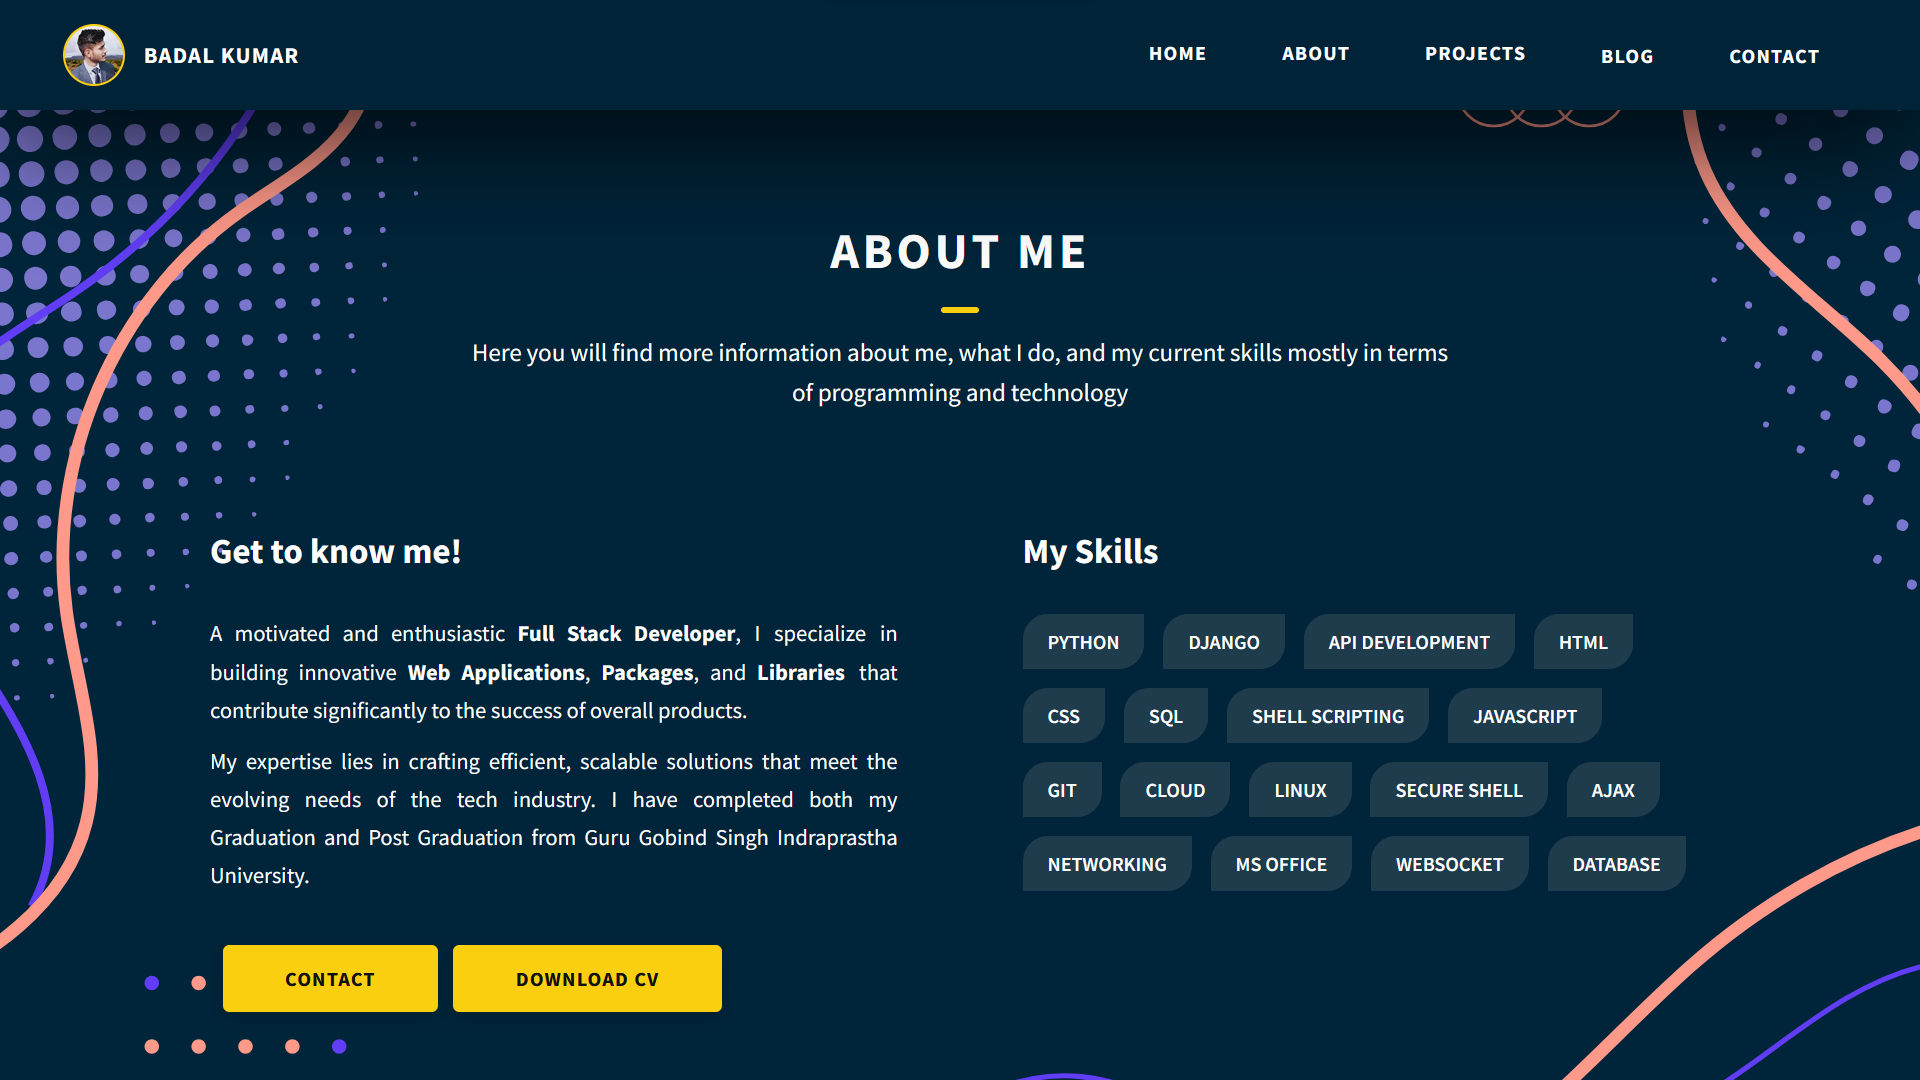 BADAL KUMAR
HOME ABOUT PROJECTS BLOG CONTACT
ABOUT ME
Here you will find more information about me, what I do, and my current skills mostly in terms
of programming and technology
Get to know me!
A motivated and enthusiastic Full Stack Developer, I specialize in
building innovative Web Applications, Packages, and Libraries that
contribute significantly to the success of overall products.
My expertise lies in crafting efficient, scalable solutions that meet the
evolving needs of the tech industry. I have completed both my
Graduation and Post Graduation from Guru Gobind Singh Indraprastha
University.
CONTACT DOWNLOAD CV
My Skills
PYTHON DJANGO API DEVELOPMENT HTML
CSS SQL SHELL SCRIPTING JAVASCRIPT
GIT CLOUD LINUX SECURE SHELL AJAX
NETWORKING MS OFFICE WEBSOCKET DATABASE